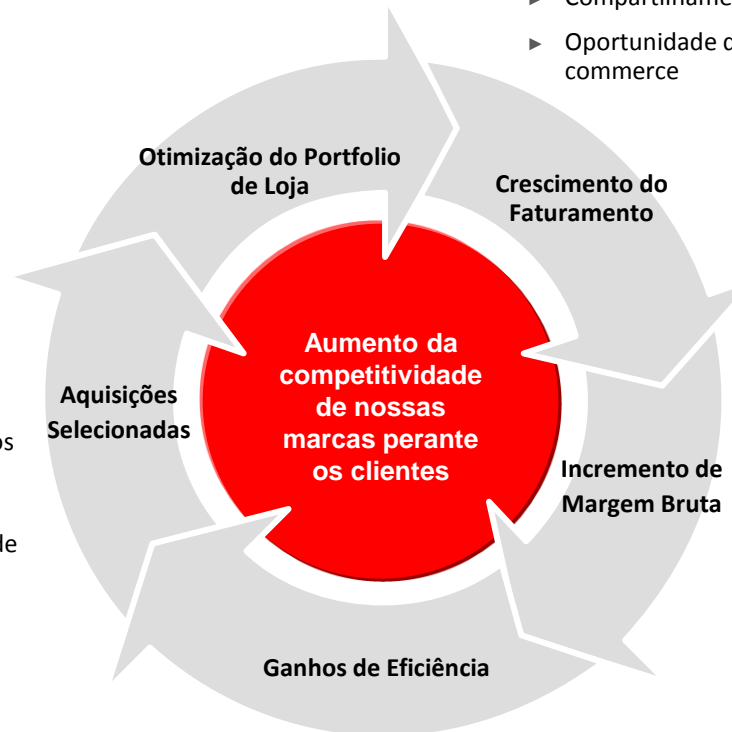 Oportunidade
commerce
Otimização do Portfolio
de Loja
Crescimento do
Faturamento
Aumento da
competitividade
de nossas
marcas perante
os clientes
Aquisições
Selecionadas
Incremento de
Margem Bruta
Ganhos de Eficiência